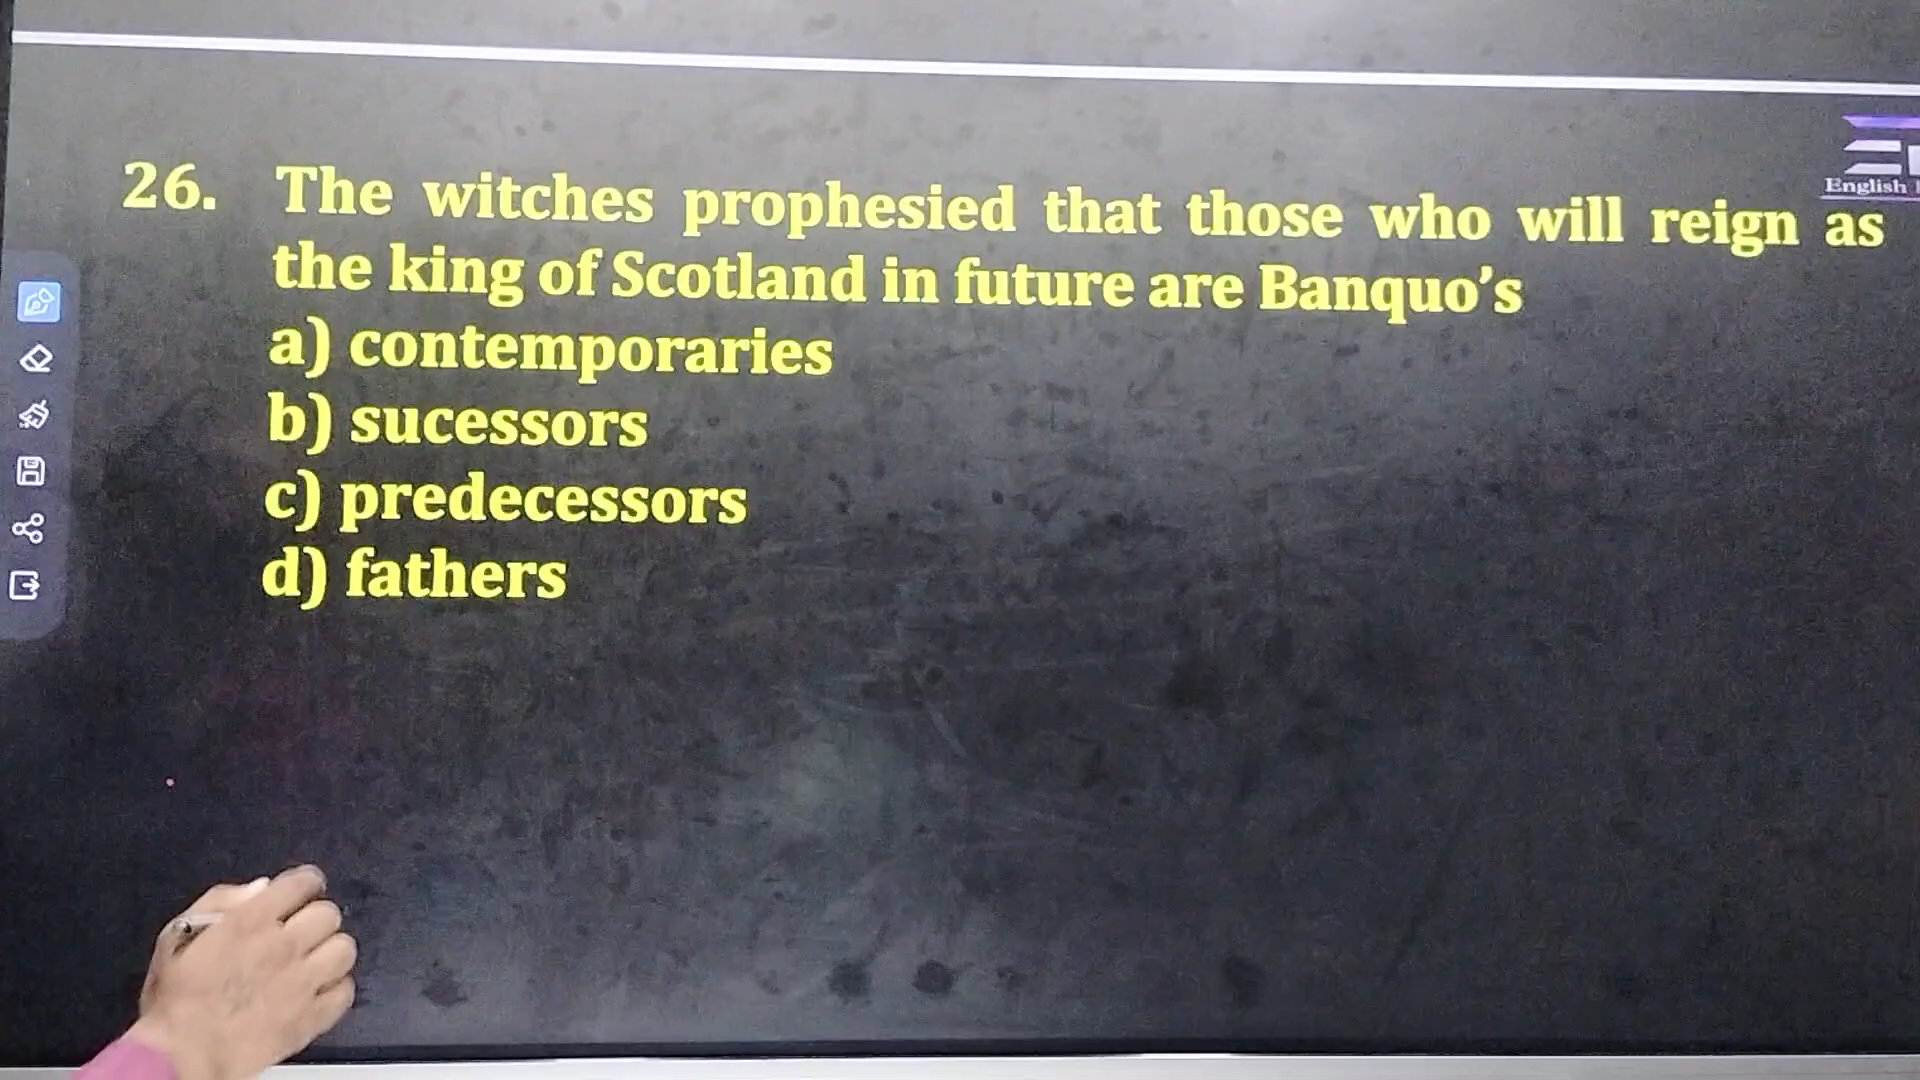 English
26. The witches prophesied that those who will reign as
the king of Scotland in future are Banquo’s
a) contemporaries
b) sucessors
c) predecessors
d) fathers